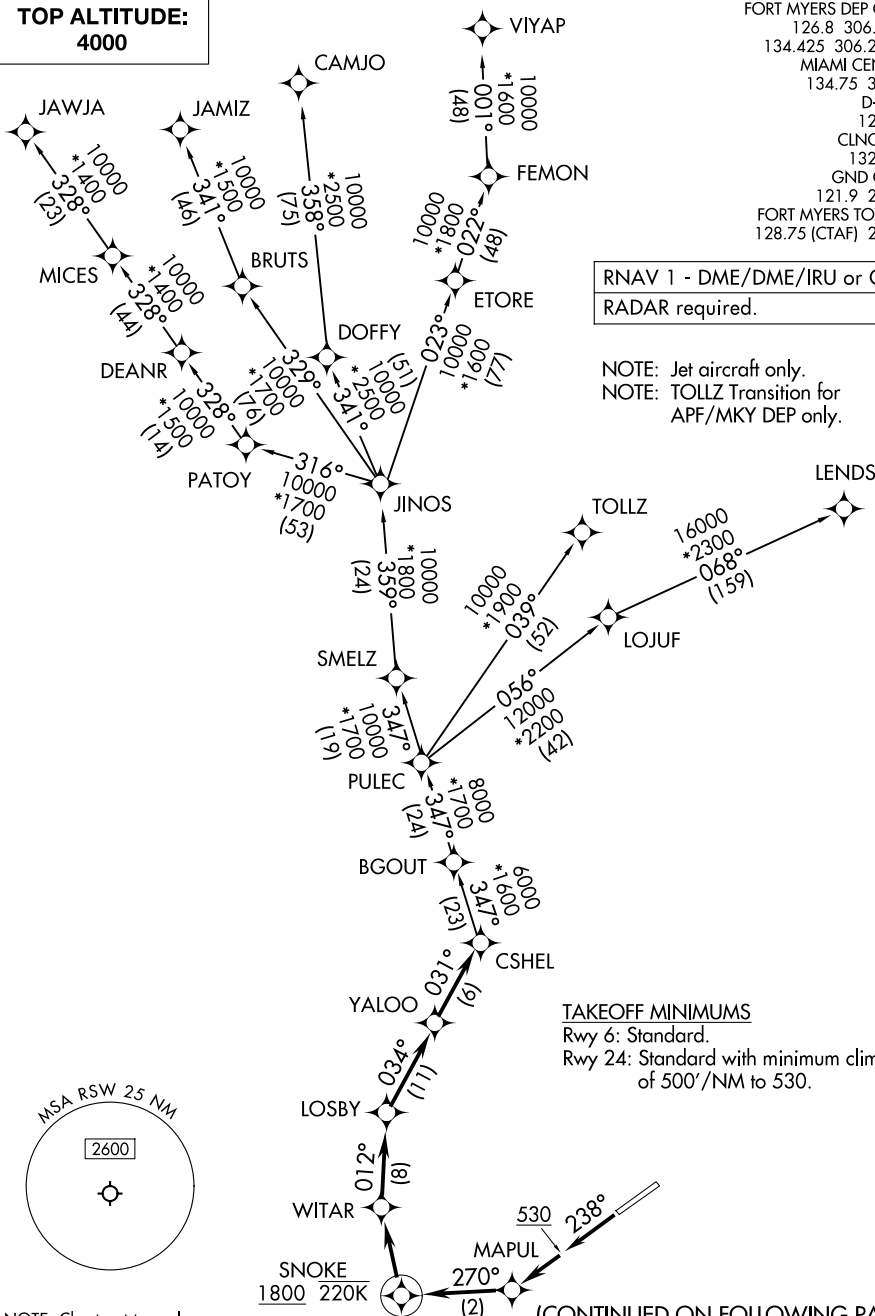 TOP ALTITUDE:
4000
FORT MYERS DEP
126.8 306.
134.425 306.2
MIAMI CEN
134.75 3
D-
12
CLNC
132
GND
121.9 2
FORT MYERS TO
128.75 (CTAF) 2
RNAV 1 - DME/DME/IRU or
RADAR required.
NOTE: Jet aircraft only.
NOTE: TOLLZ Transition for
APF/MKY DEP only.
VIYAP
CAMJO
JAWJA
JAMIZ
10000
*1600
001°
(48)
FEMON
10000
*1400
328°
(23)
10000
*1500
341°
(46)
10000
*2500
358°
(75)
10000
*1800
022°
(48)
MICES
BRUTS
ETORE
10000
*1400
328°
(44)
DOFFY
DEANR
329°
10000
*1700
(76)
(51)
10000
*2500
341°
023°
10000
*1600
(77)
328°
10000
*1500
(14)
PATOY
316°
10000
*1700
(53)
JINOS
TOLLZ
LENDS
10000
*1800
359°
(24)
10000
*1900
039°
(52)
16000
*2300
068°
(159)
LOJUF
SMELZ
056°
12000
*2200
(42)
347°
10000
*1700
(19)
PULEC
8000
*1700
347°
(24)
BGOUT
6000
*1600
347°
(23)
CSHEL
031°
(6)
YALOO
TAKEOFF MINIMUMS
Rwy 6: Standard.
Rwy 24: Standard with minimum clim
of 500'/NM to 530.
034°
(11)
LOSBY
MSA RSW 25 NM
2600
012°
(8)
WITAR
530
238°
MAPUL
SNOKE
1800 220K
270°
(2)
(CONTINUED ON FOLLOWING PA